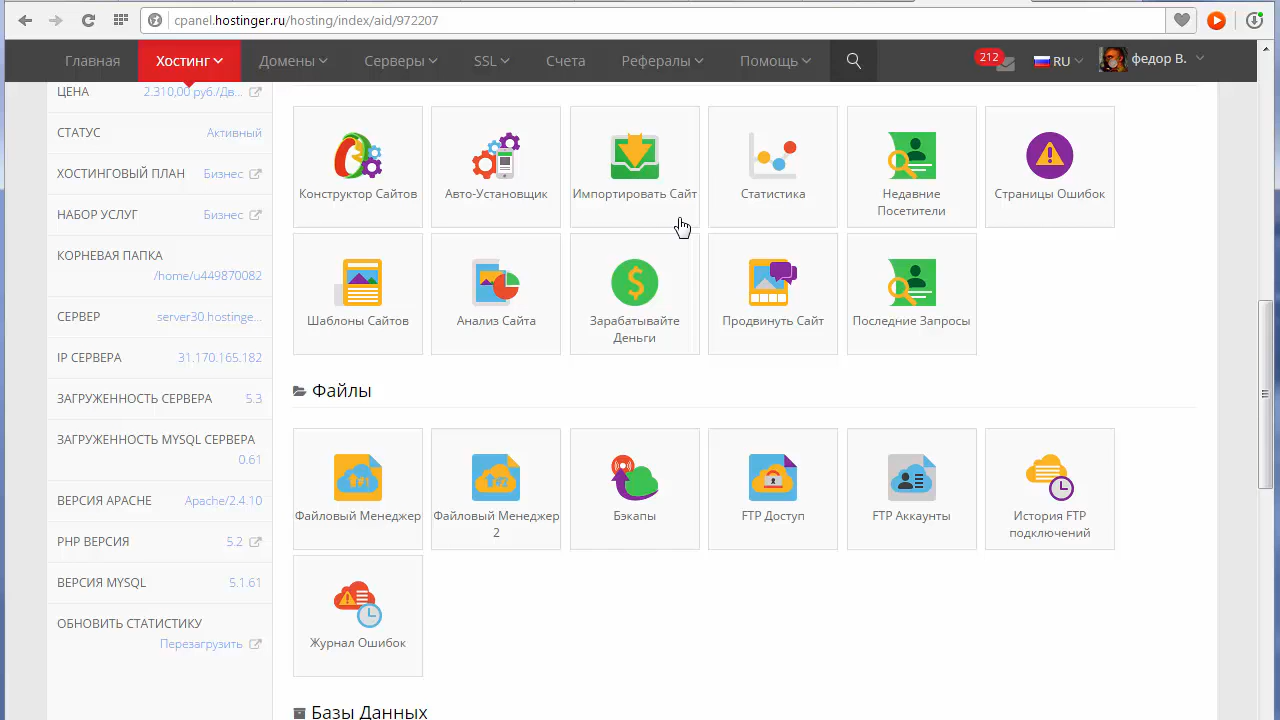 cpanel.hostinger.ru/hosting/index/aid/972207
Главная Хостинг Домены Серверы SSL Счета Рефералы Помощь 212 RU федор В.
ЦЕНА 2.310,00 руб./Дв...
СТАТУС Активный
ХОСТИНГОВЫЙ ПЛАН Бизнес
НАБОР УСЛУГ Бизнес
КОРНЕВАЯ ПАПКА
/home/u449870082
СЕРВЕР server30.hostinge...
IP СЕРВЕРА 31.170.165.182
ЗАГРУЖЕННОСТЬ СЕРВЕРА 5.3
ЗАГРУЖЕННОСТЬ MYSQL СЕРВЕРА
0.61
ВЕРСИЯ APACHE Apache/2.4.10
PHP ВЕРСИЯ 5.2
ВЕРСИЯ MYSQL 5.1.61
ОБНОВИТЬ СТАТИСТИКУ
Перезагрузить
Конструктор Сайтов
Авто-Установщик
Импортировать Сайт
Статистика
Недавние
Посетители
Страницы Ошибок
Шаблоны Сайтов
Анализ Сайта
Зарабатывайте
Деньги
Продвинуть Сайт
Последние Запросы
Файлы
Файловый Менеджер
Файловый Менеджер
2
Бэкапы
FTP Доступ
FTP Аккаунты
История FTP
подключений
Журнал Ошибок
Базы Данных